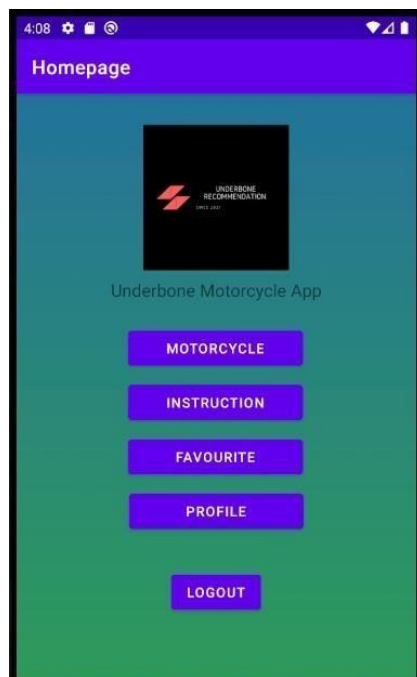 4:08
Homepage
UNDERBONE
RECOMMENDATION
Underbone Motorcycle App
MOTORCYCLE
INSTRUCTION
FAVOURITE
PROFILE
LOGOUT